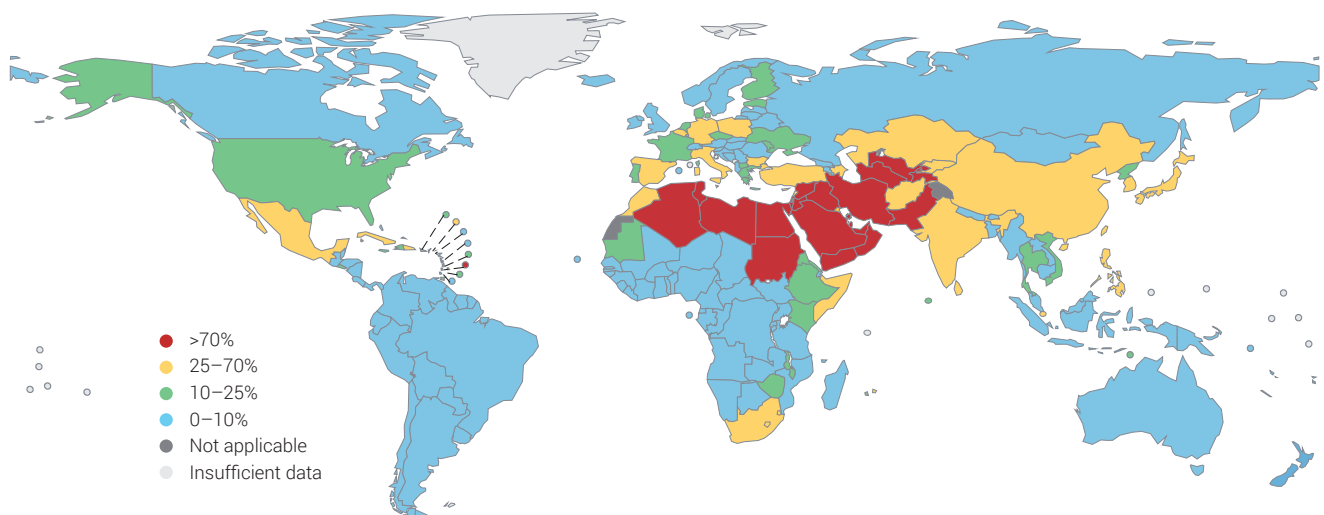 >70%
25–70%
10–25%
0–10%
Not applicable
Insufficient data